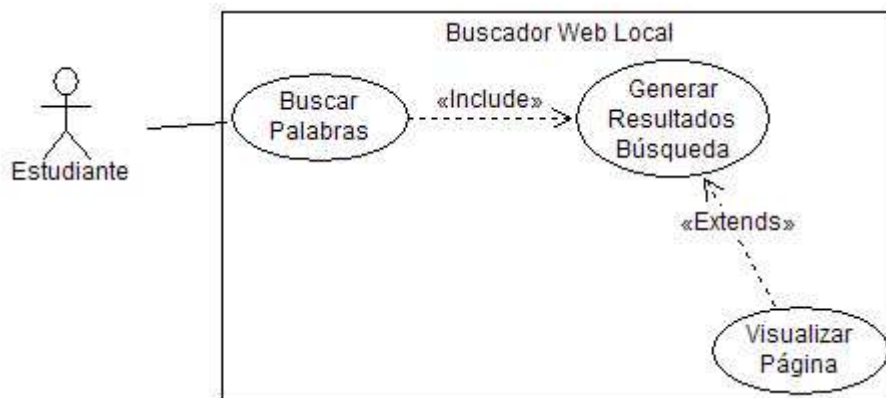 Buscador Web Local
Estudiante
Buscar
Palabras
«Include»
Generar
Resultados
Búsqueda
«Extends»
Visualizar
Página